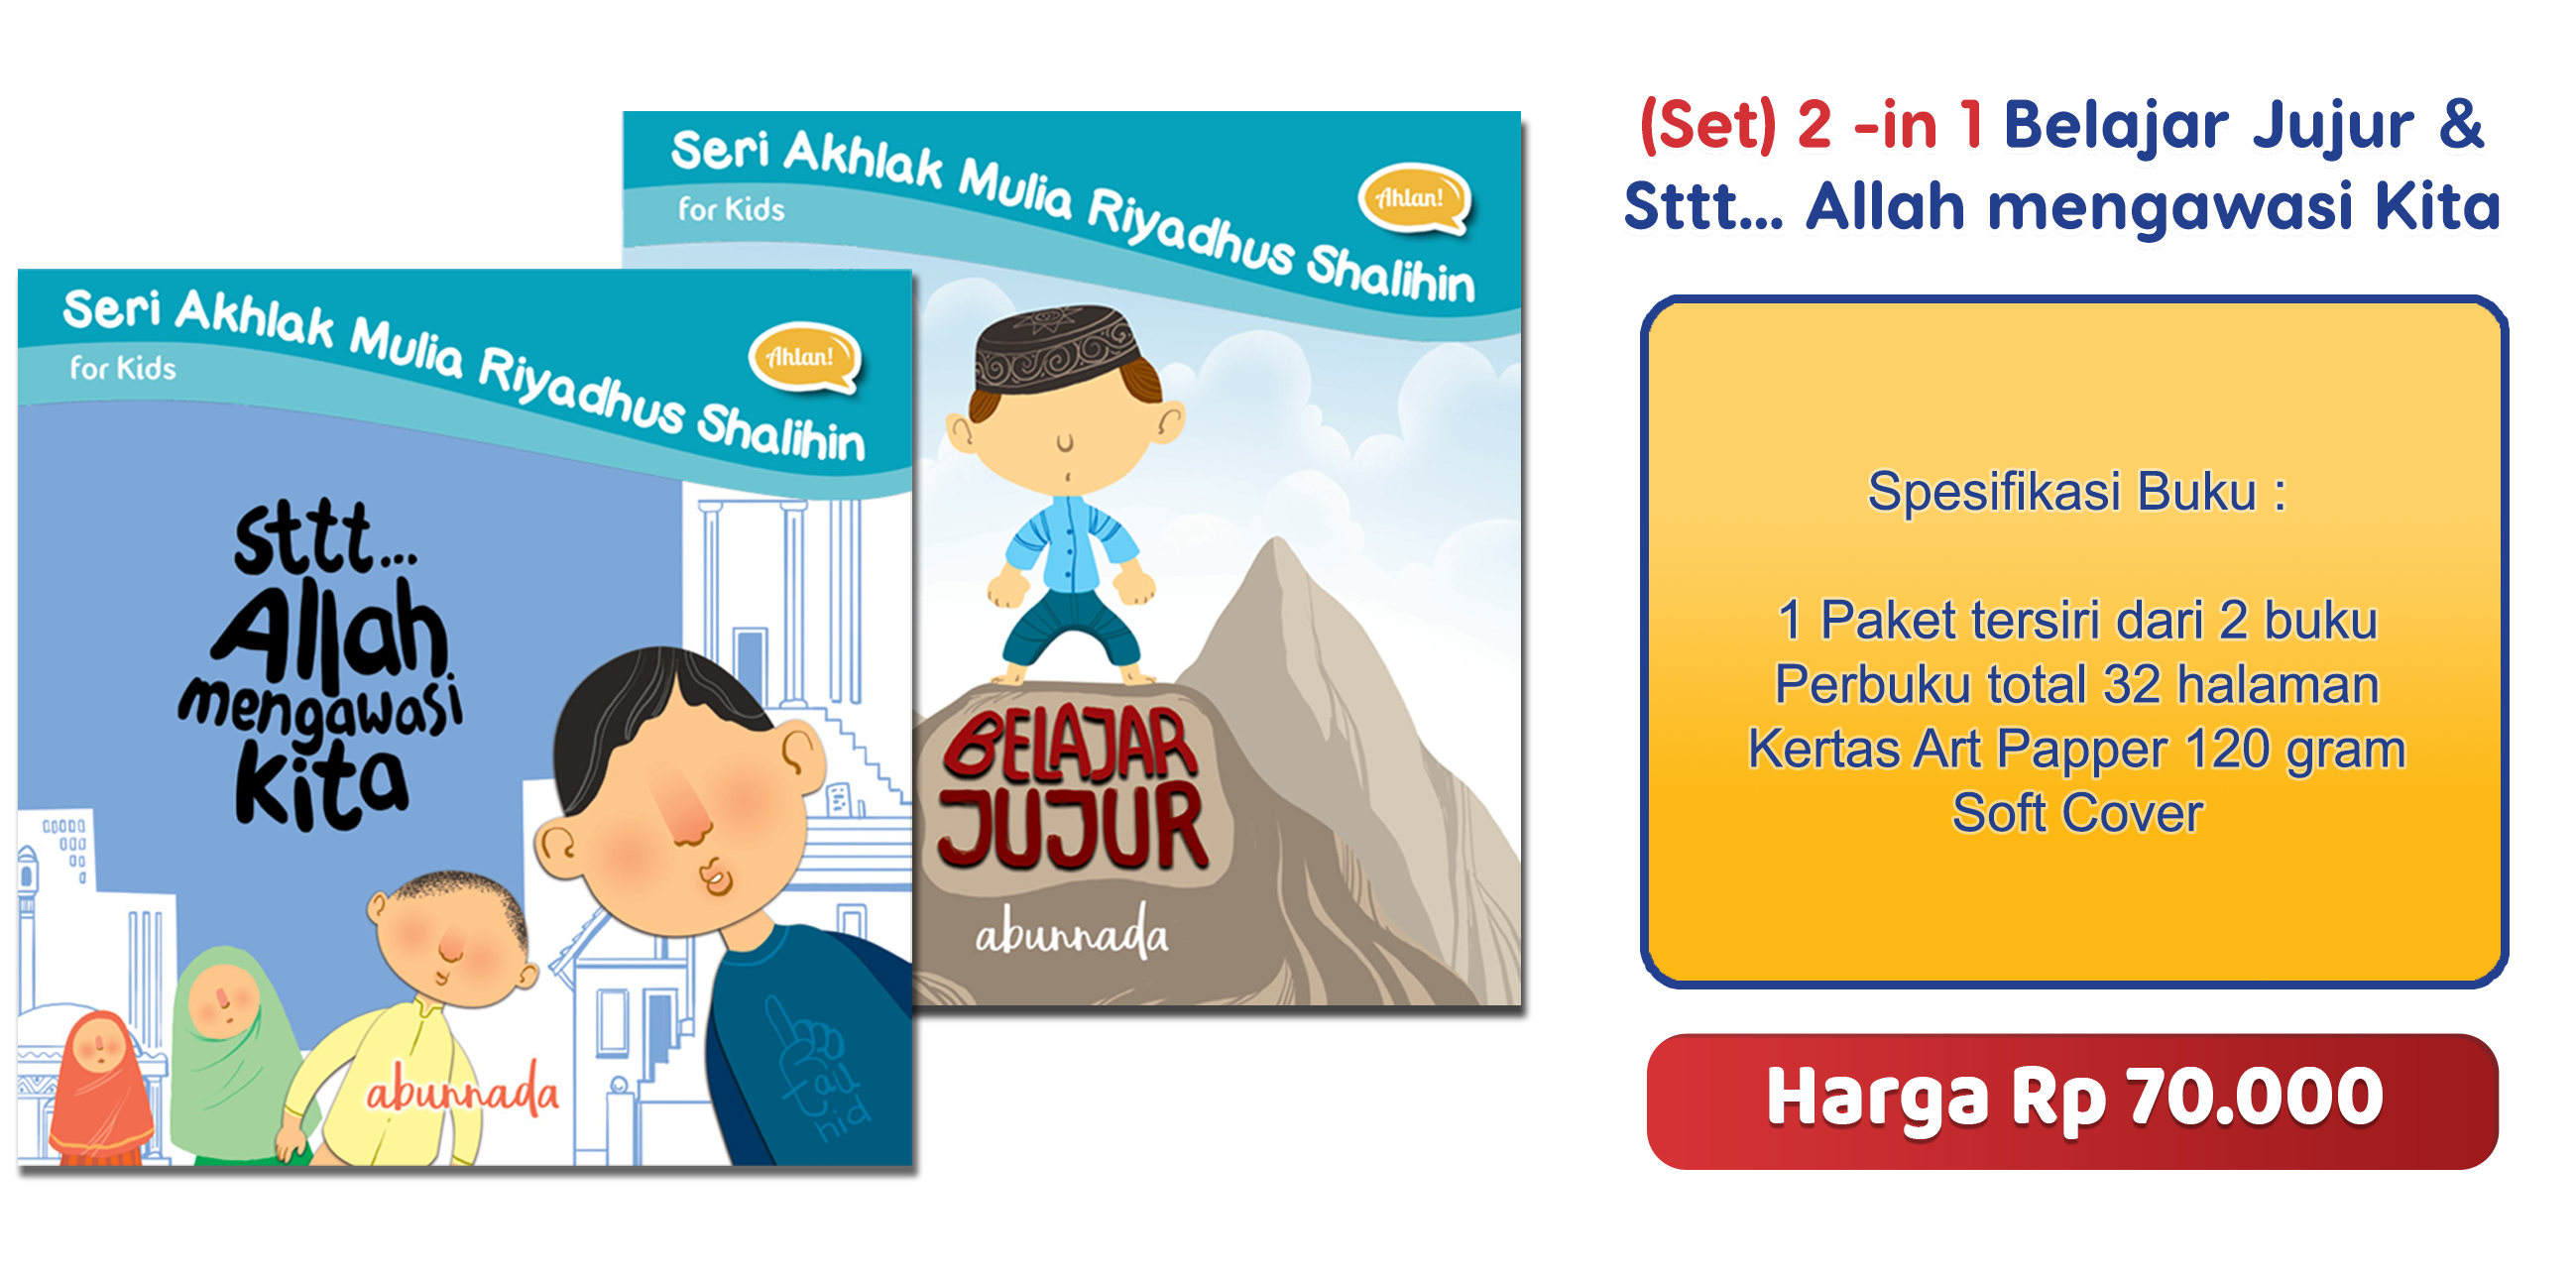 Seri Akhlak Mulia Riyadhus Shalihin
for Kids
Ahlan!
sttt...
Allah
mengawasi
kita
abunnada
Tau
hid
Seri Akhlak Mulia Riyadhus Shalihin
for Kids
Ahlan!
BELAJAR
JUJUR
abunnada
(Set) 2 -in 1 Belajar Jujur &
Sttt... Allah mengawasi Kita
Spesifikasi Buku :
1 Paket tersiri dari 2 buku
Perbuku total 32 halaman
Kertas Art Papper 120 gram
Soft Cover
Harga Rp 70.000